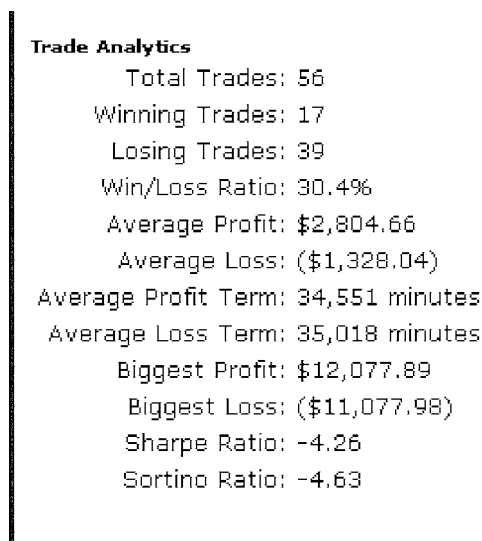 Trade Analytics
Total Trades: 56
Winning Trades: 17
Losing Trades: 39
Win/Loss Ratio: 30.4%
Average Profit: $2,804.66
Average Loss: ($1,328.04)
Average Profit Term: 34,551 minutes
Average Loss Term: 35,018 minutes
Biggest Profit: $12,077.89
Biggest Loss: ($11,077.98)
Sharpe Ratio: -4.26
Sortino Ratio: -4.63